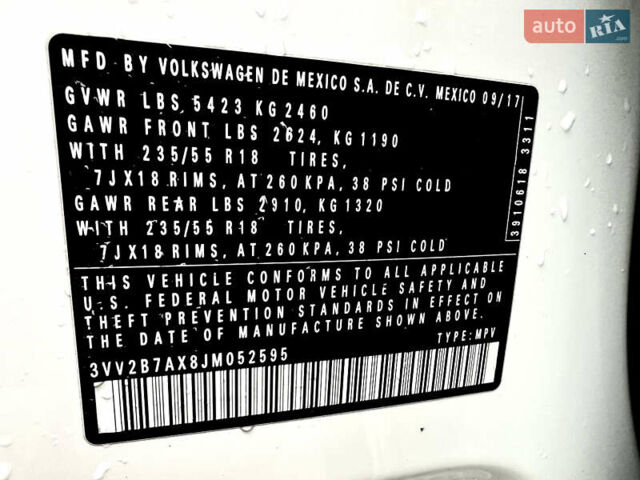 auto RIA
.com
MFD BY VOLKSWAGEN DE MEXICO S.A. DE C.V. MEXICO 09/17
GVWR LBS 5423 KG 2460
GAWR FRONT LBS 2624, KG 1190
WITH 235/55 R18 TIRES,
7JX18 RIMS, AT 260 KPA, 38 PSI COLD
GAWR REAR LBS 2910, KG 1320
WITH 235/55 R18 TIRES,
7JX18 RIMS, AT 260 KPA, 38 PSI COLD
3910618 3311
THIS VEHICLE CONFORMS TO ALL APPLICABLE
U.S. FEDERAL MOTOR VEHICLE SAFETY AND
THEFT PREVENTION STANDARDS IN EFFECT ON
THE DATE OF MANUFACTURE SHOWN ABOVE.
3VV2B7AX8JM052595 TYPE: MPV